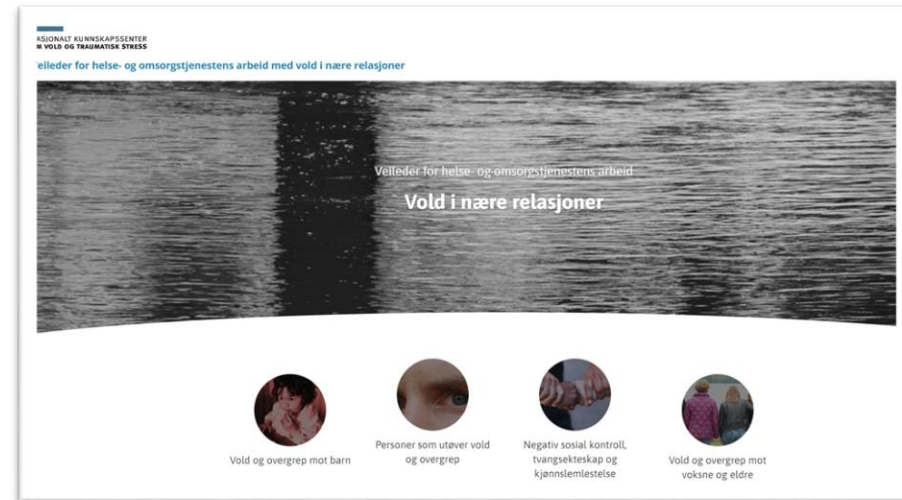 ASJONALT KUNNSKAPSSENTER
M VOLD OG TRAUMATISK STRESS
eileder for helse- og omsorgstjenestens arbeid med vold i nære relasjoner
Veileder for helse- og omsorgstjenestens arbeid
Vold i nære relasjoner
Vold og overgrep mot barn
Personer som utøver vold
og overgrep
Negativ sosial kontroll,
tvangsekteskap og
kjønnslemlestelse
Vold og overgrep mot
voksne og eldre